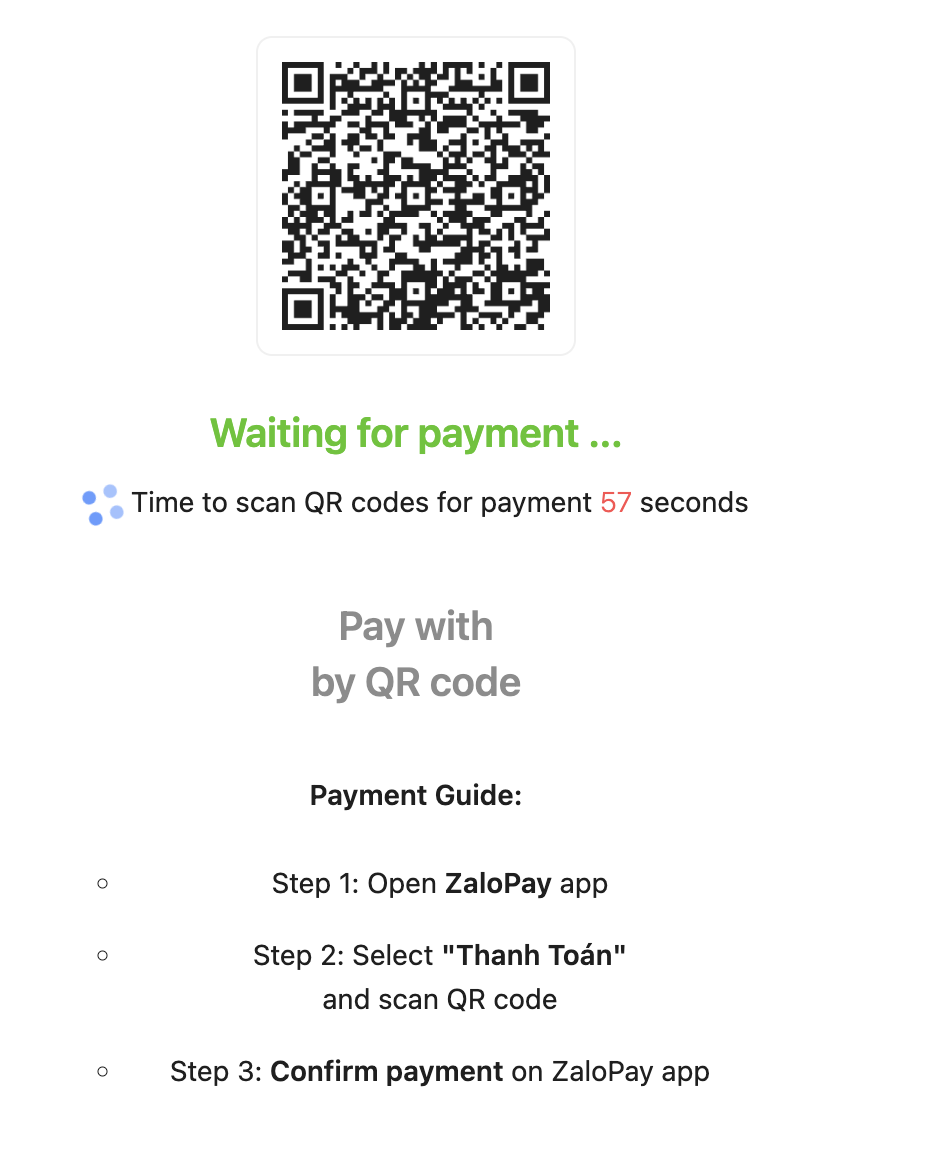 Waiting for payment ...
Time to scan QR codes for payment 57 seconds
Pay with
by QR code
Payment Guide:
Step 1: Open ZaloPay app
Step 2: Select "Thanh Toán"
and scan QR code
Step 3: Confirm payment on ZaloPay app